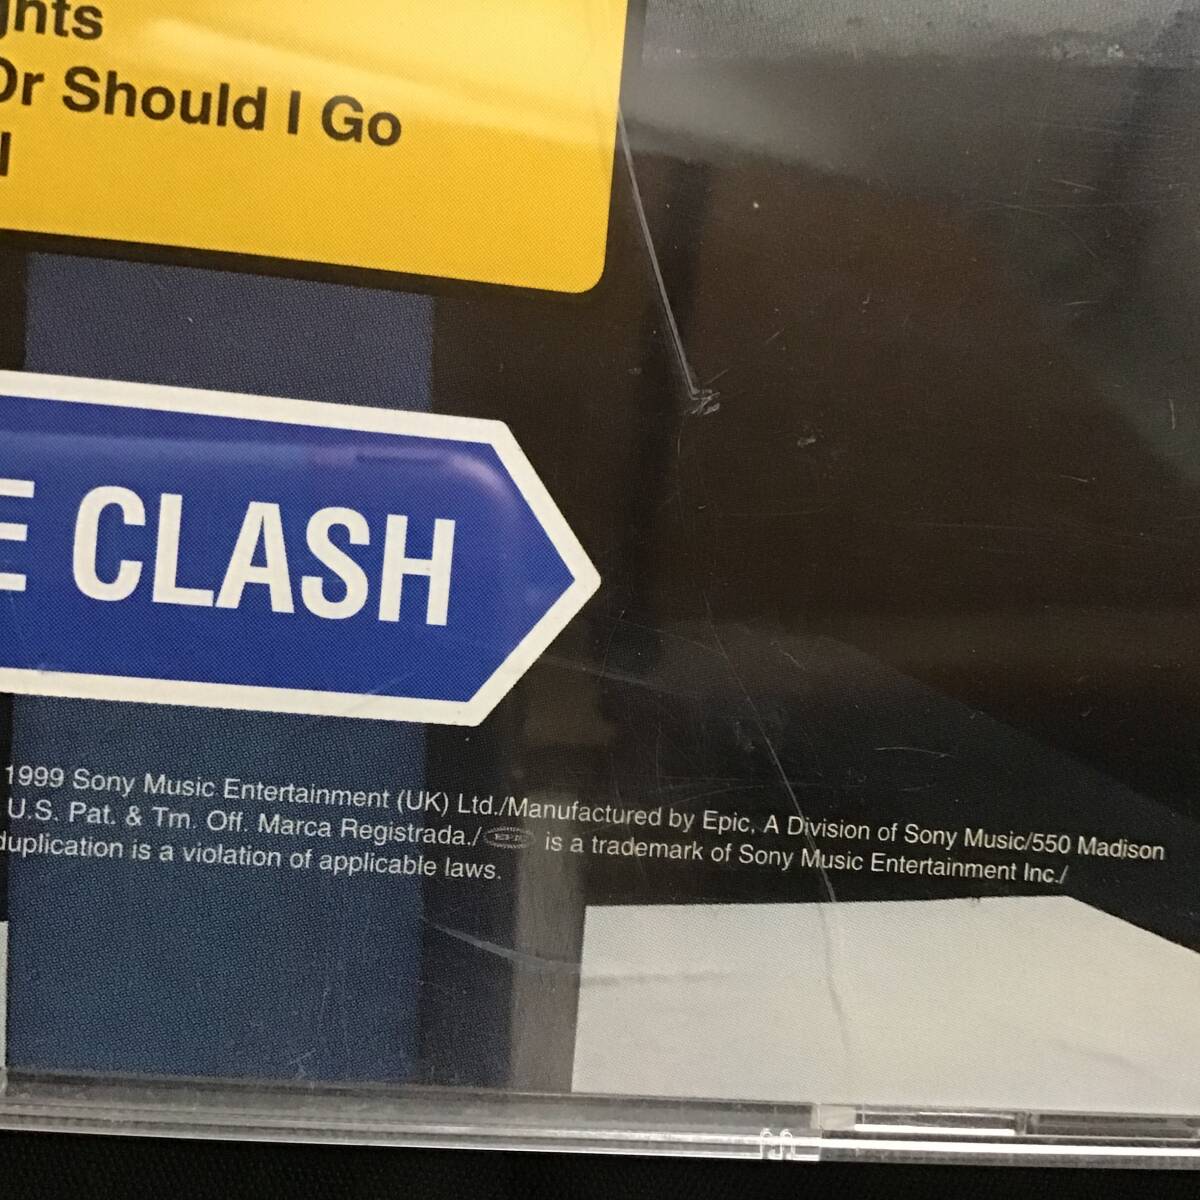 ghts
Or Should I Go
l
E CLASH
1999 Sony Music Entertainment (UK) Ltd./Manufactured by Epic, A Division of Sony Music/550 Madison
U.S. Pat. & Tm. Off. Marca Registrada./ EPIC is a trademark of Sony Music Entertainment Inc./
duplication is a violation of applicable laws.